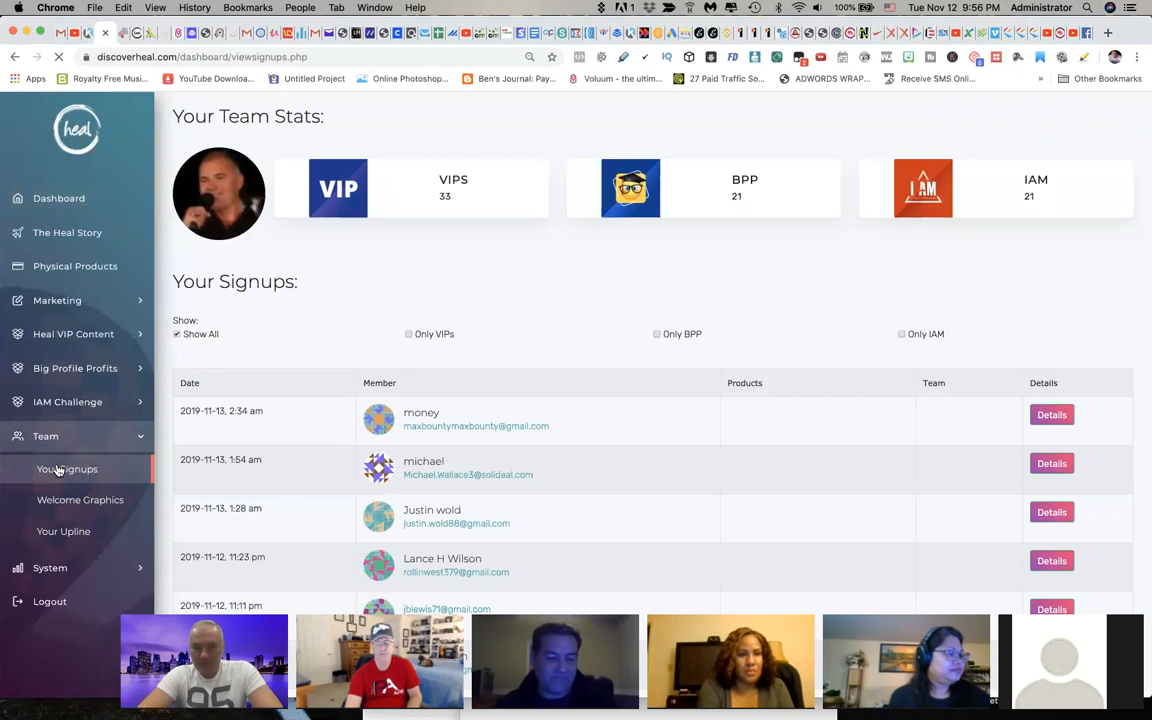 Chrome File Edit View History Bookmarks People Tab Window Help 100% Tue Nov 12 9:56 PM Administrator
discoverheal.com/dashboard/viewsignups.php
Apps Royalty Free Musi... YouTube Downloa... Untitled Project Online Photoshop... Ben's Journal: Pay... Voluum - the ultim... 27 Paid Traffic So... ADWORDS WRAP... Receive SMS Onli... » Other Bookmarks
heal
Dashboard
The Heal Story
Physical Products
Marketing
Heal VIP Content
Big Profile Profits
IAM Challenge
Team
Your Signups
Welcome Graphics
Your Upline
System
Logout
Your Team Stats:
VIP
VIPS
33
BPP
21
I AM
IAM
21
Your Signups:
Show:
Show All Only VIPs Only BPP Only IAM
Date Member Products Team Details
2019-11-13, 2:34 am money Details
maxbountymaxbounty@gmail.com
2019-11-13, 1:54 am michael Details
Michael.Wallace3@solideal.com
2019-11-13, 1:28 am Justin wold Details
justin.wold88@gmail.com
2019-11-12, 11:23 pm Lance H Wilson Details
rollinwest379@gmail.com
2019-11-12, 11:11 pm jblewis71@gmail.com Details
95